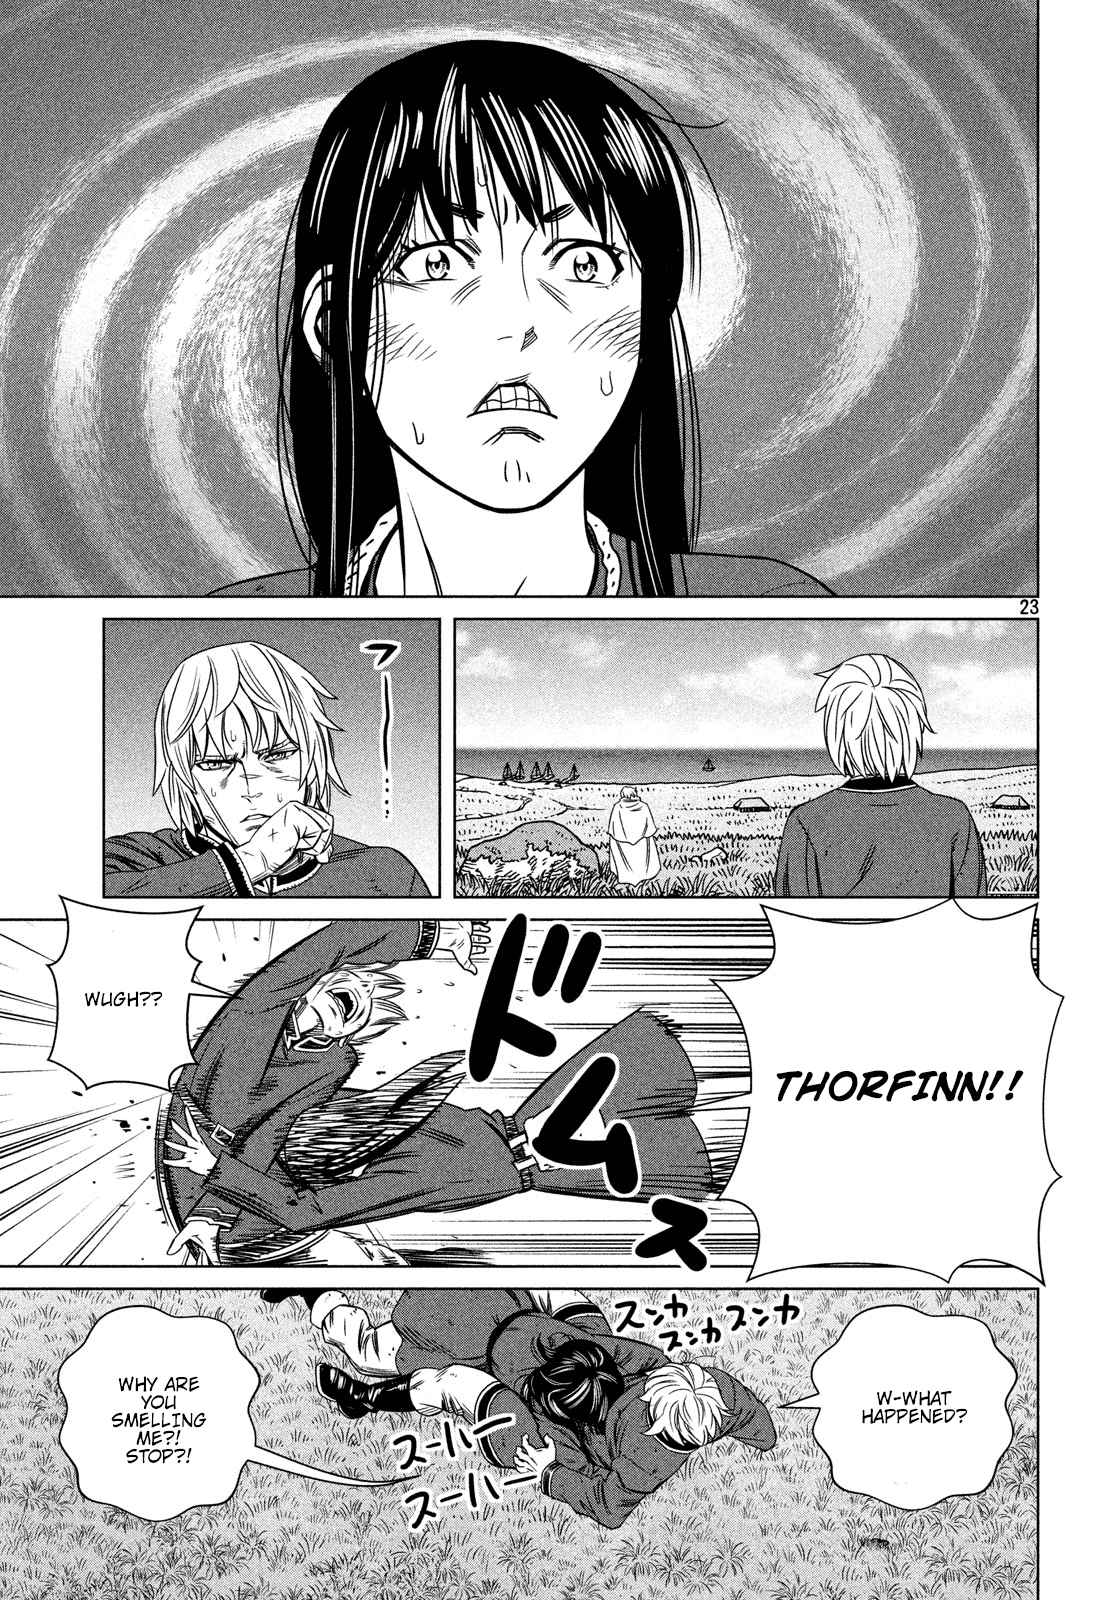 23
フー…
THORFINN!!
ドムス
WUGH??
W-WHAT
HAPPENED?
スンカ
スンカ
スンカ
WHY ARE
YOU
SMELLING
ME?!
STOP?!
スーハー
スーハー